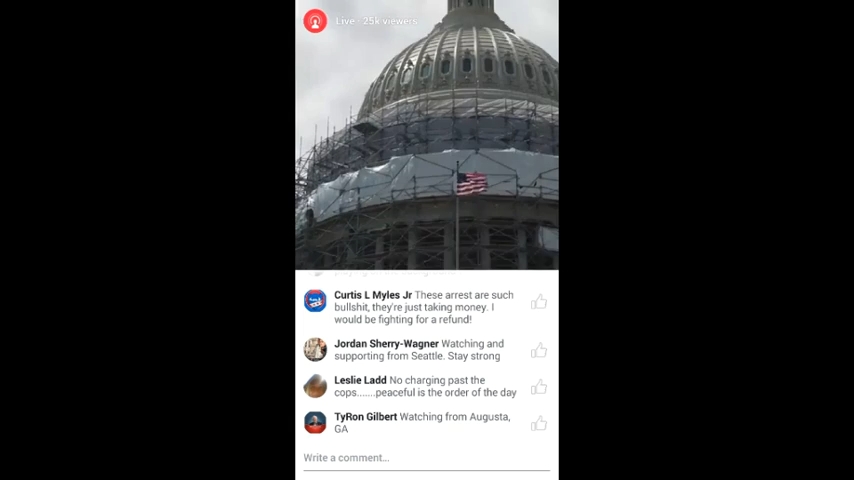 Live · 25k viewers
Curtis L Myles Jr These arrest are such
bullshit, they're just taking money. I
would be fighting for a refund!
Jordan Sherry-Wagner Watching and
supporting from Seattle. Stay strong
Leslie Ladd No charging past the
cops.......peaceful is the order of the day
TyRon Gilbert Watching from Augusta,
GA
Write a comment...